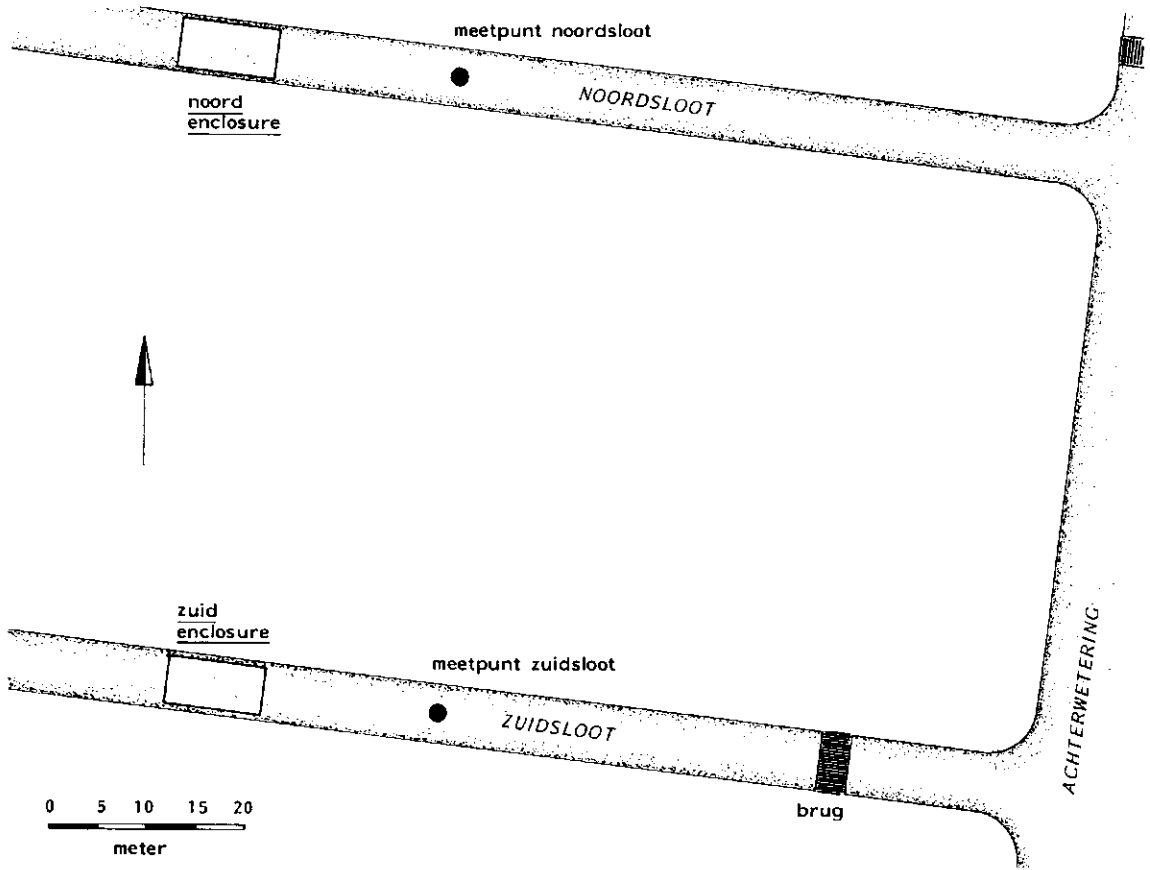 meetpunt noordsloot
NOORDSLOOT
noord
enclosure
zuid
enclosure
meetpunt zuidsloot
ZUIDSLOOT
ACHTERWETERING
brug
0 5 10 15 20
meter